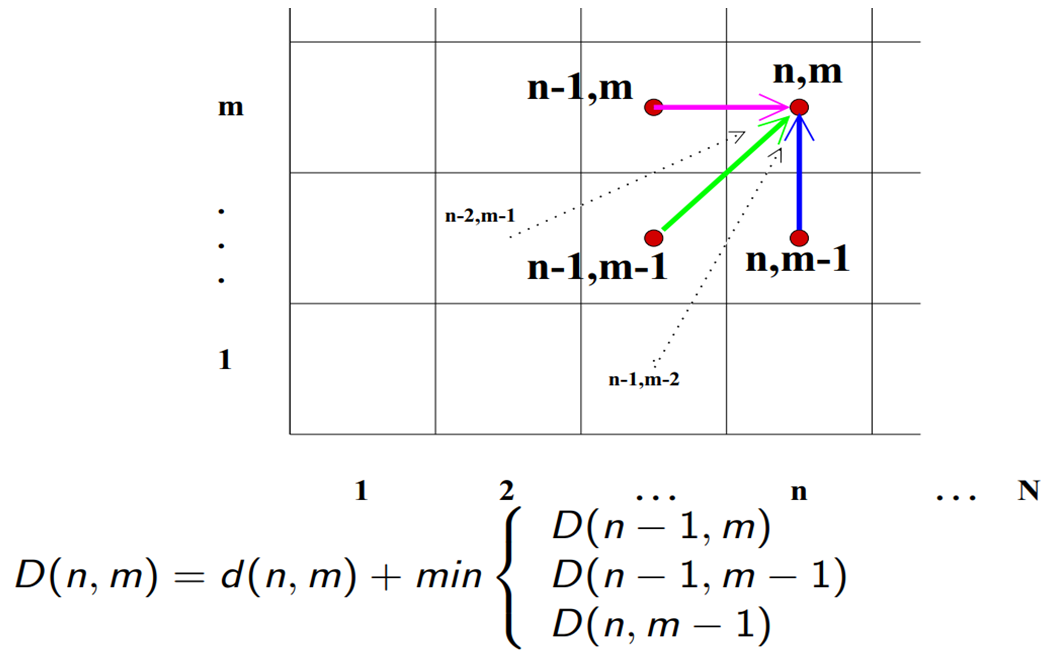 n,m
n-1,m
m
.
n-2,m-1
.
n-1,m-1
n,m-1
.
1
n-1,m-2
1 2 ... n ... N
D(n − 1, m)
D(n, m) = d(n, m) + min { D(n − 1, m − 1)
D(n, m − 1)